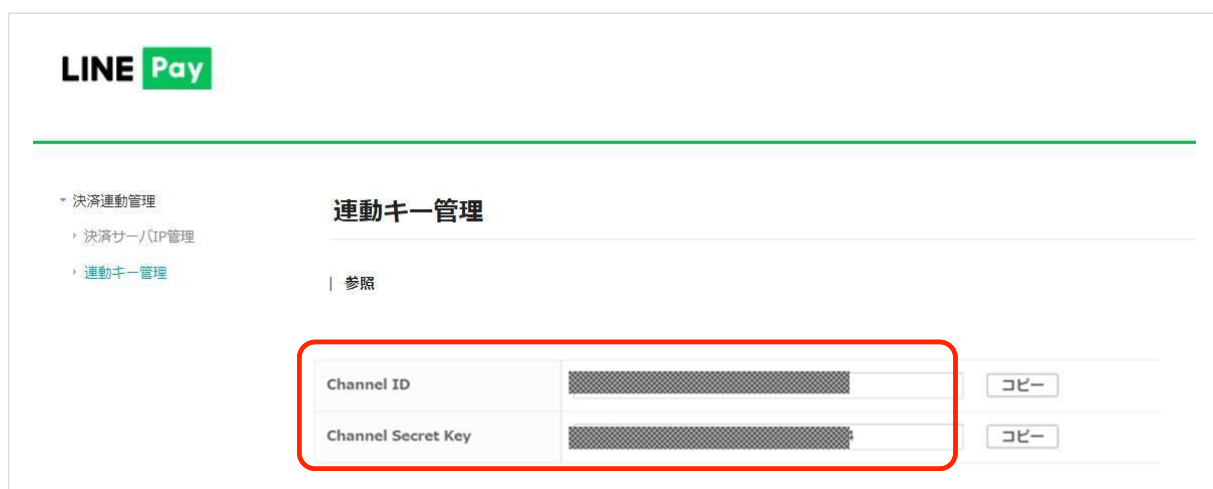 LINE Pay
決済連動管理
決済サーバIP管理
連動キー管理
連動キー管理
| 参照
Channel ID
コピー
Channel Secret Key
コピー